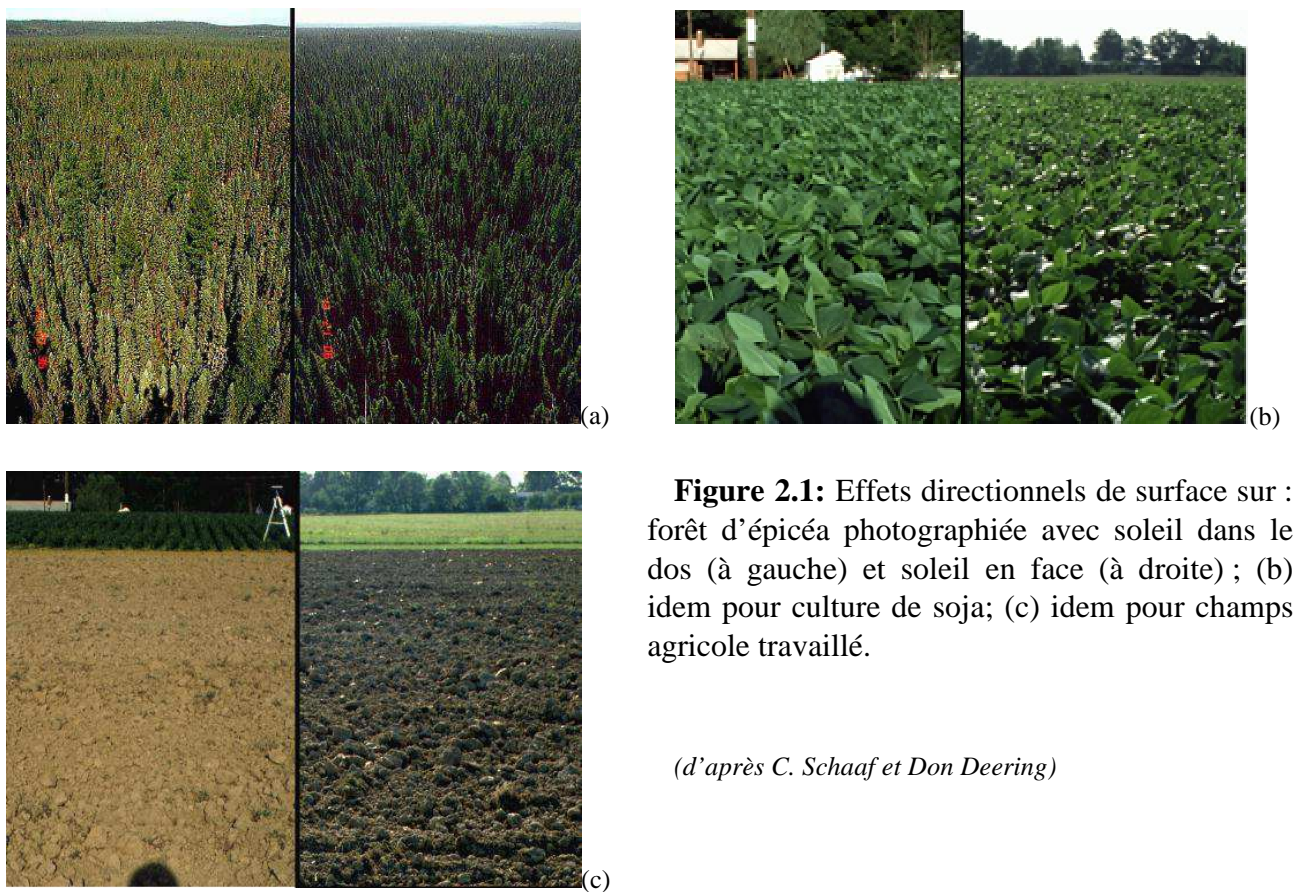 (a)
(b)
Figure 2.1: Effets directionnels de surface sur :
forêt d’épicéa photographiée avec soleil dans le
dos (à gauche) et soleil en face (à droite) ; (b)
idem pour culture de soja; (c) idem pour champs
agricole travaillé.
(d’après C. Schaaf et Don Deering)
(c)